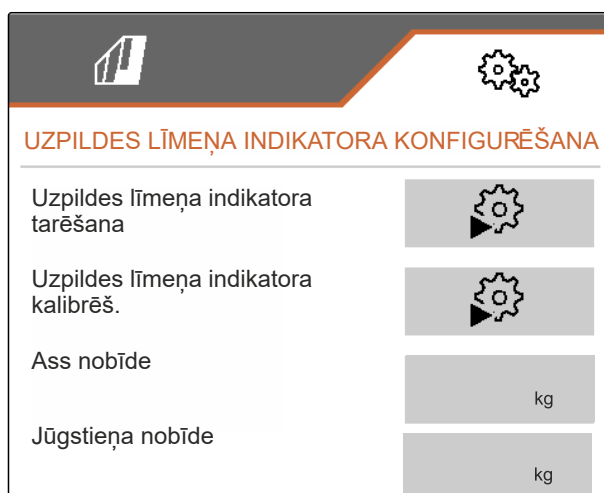 UZPILDES LĪMEŅA INDIKATORA KONFIGURĒŠANA
Uzpildes līmeņa indikatora
tarēšana
Uzpildes līmeņa indikatora
kalibrēš.
Ass nobīde
kg
Jūgstieņa nobīde
kg